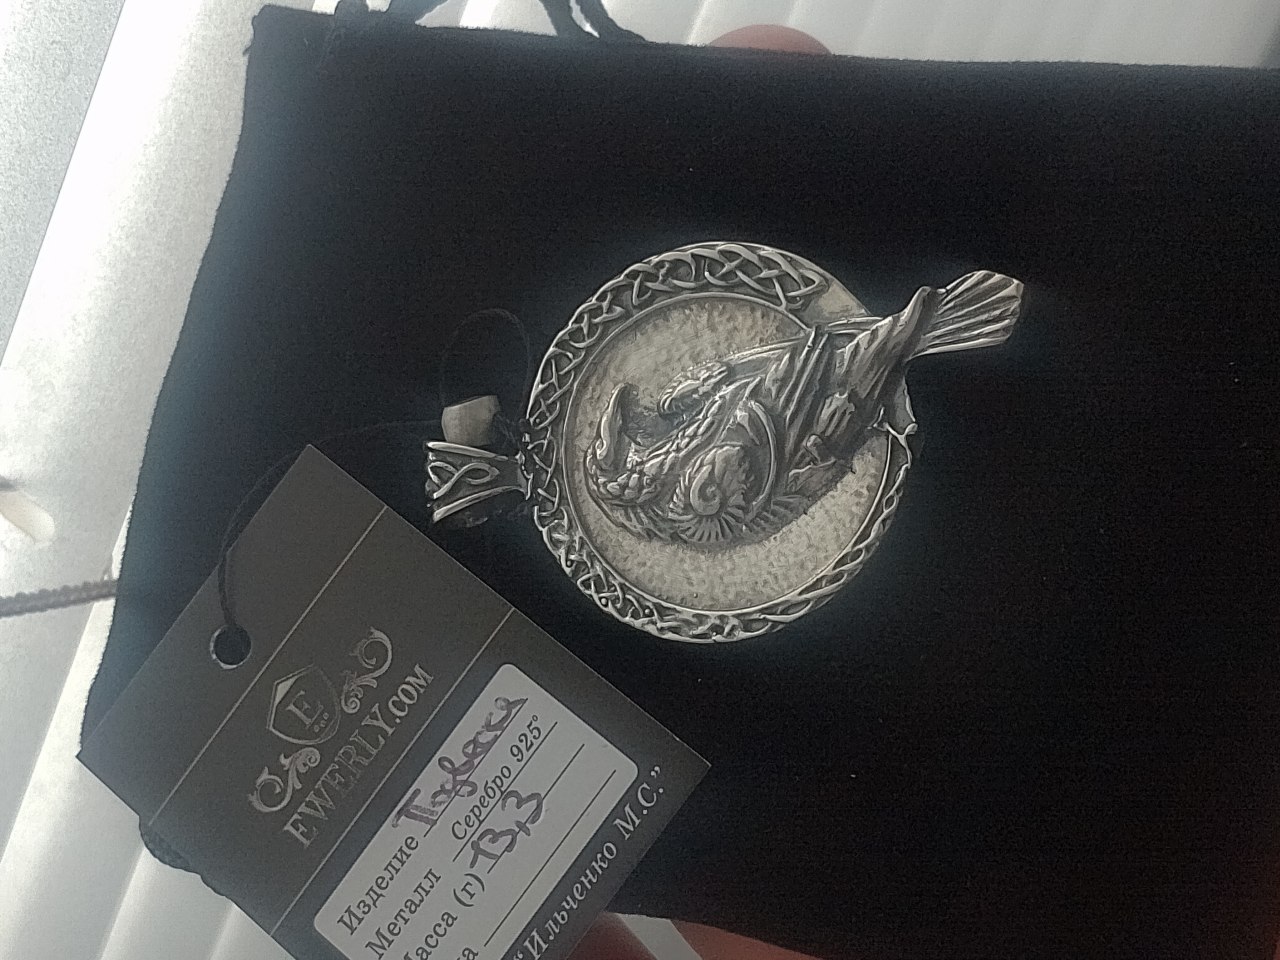 E
EWERLY.COM
Изделие Подвеска
Металл Серебро 925°
Масса (г) 13,3
"Ильченко М.С."